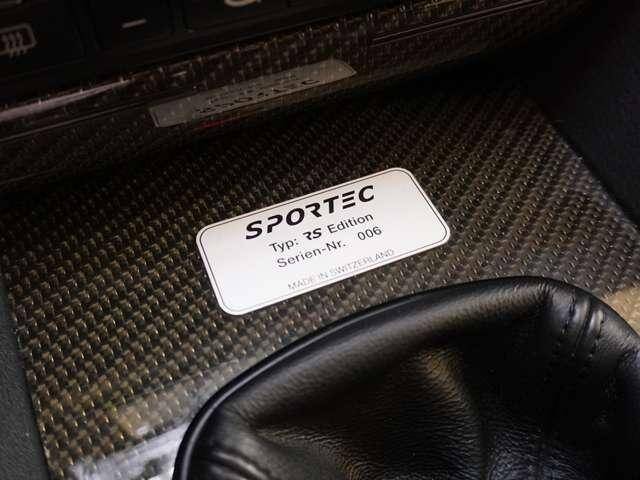 SPORTEC
Typ: RS Edition
Serien-Nr. 006
MADE IN SWITZERLAND